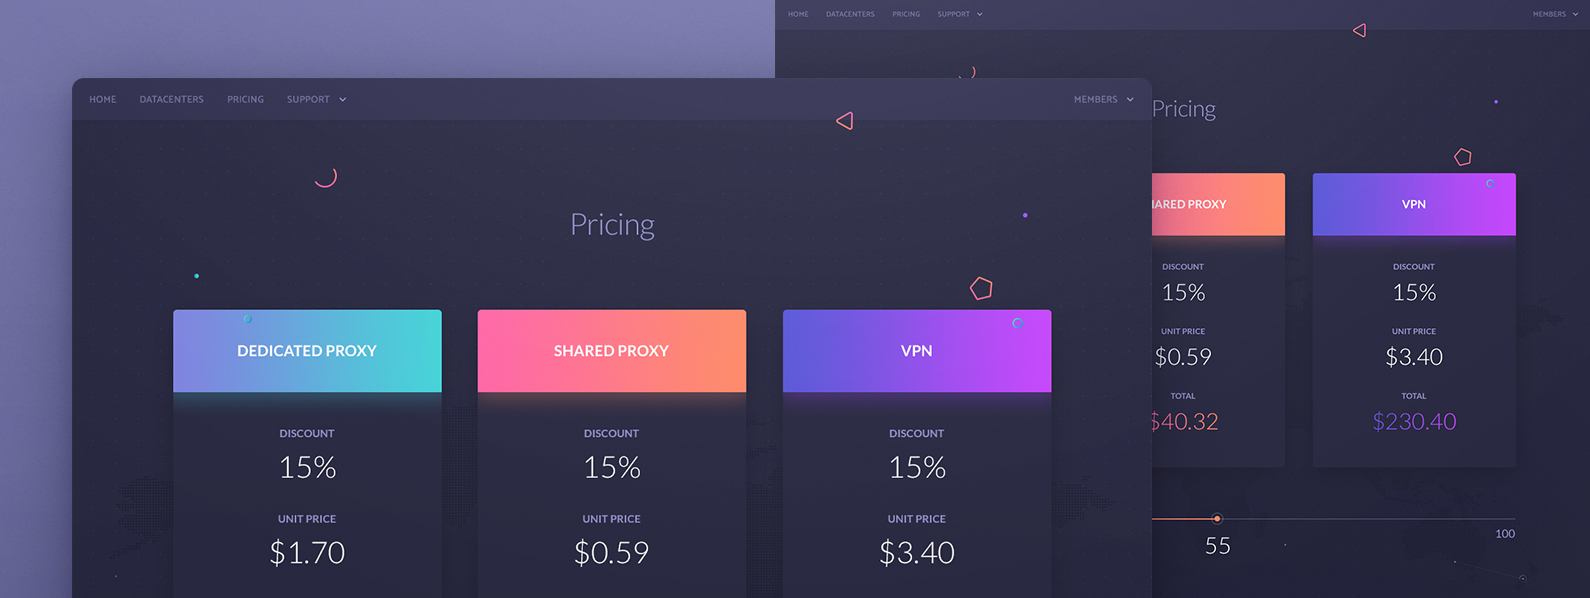 HOME DATACENTERS PRICING SUPPORT MEMBERS
Pricing
DEDICATED PROXY
DISCOUNT
15%
UNIT PRICE
$1.70
SHARED PROXY
DISCOUNT
15%
UNIT PRICE
$0.59
VPN
DISCOUNT
15%
UNIT PRICE
$3.40
HOME DATACENTERS PRICING SUPPORT MEMBERS
Pricing
ARED PROXY
DISCOUNT
15%
UNIT PRICE
$0.59
TOTAL
$40.32
VPN
DISCOUNT
15%
UNIT PRICE
$3.40
TOTAL
$230.40
55
100